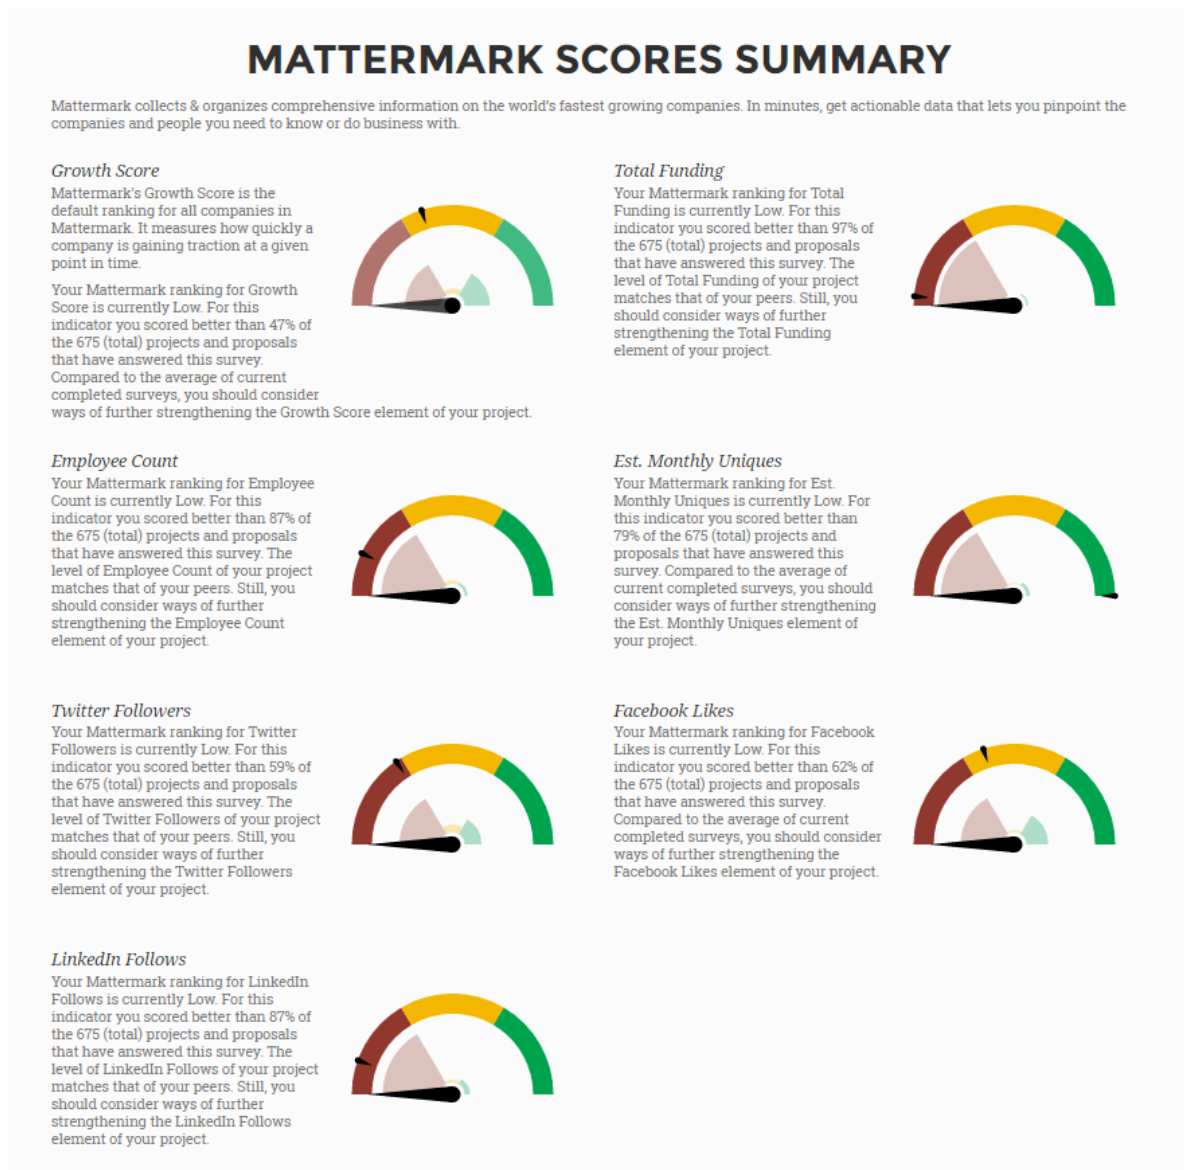 MATTERMARK SCORES SUMMARY
Mattermark collects & organizes comprehensive information on the world's fastest growing companies. In minutes, get actionable data that lets you pinpoint the
companies and people you need to know or do business with.
Growth Score
Mattermark's Growth Score is the
default ranking for all companies in
Mattermark. It measures how quickly a
company is gaining traction at a given
point in time.
Your Mattermark ranking for Growth
Score is currently Low. For this
indicator you scored better than 47% of
the 675 (total) projects and proposals
that have answered this survey.
Compared to the average of current
completed surveys, you should consider
ways of further strengthening the Growth Score element of your project.
Total Funding
Your Mattermark ranking for Total
Funding is currently Low. For this
indicator you scored better than 97% of
the 675 (total) projects and proposals
that have answered this survey. The
level of Total Funding of your project
matches that of your peers. Still, you
should consider ways of further
strengthening the Total Funding
element of your project.
Employee Count
Your Mattermark ranking for Employee
Count is currently Low. For this
indicator you scored better than 87% of
the 675 (total) projects and proposals
that have answered this survey. The
level of Employee Count of your project
matches that of your peers. Still, you
should consider ways of further
strengthening the Employee Count
element of your project.
Est. Monthly Uniques
Your Mattermark ranking for Est.
Monthly Uniques is currently Low. For
this indicator you scored better than
79% of the 675 (total) projects and
proposals that have answered this
survey. Compared to the average of
current completed surveys, you should
consider ways of further strengthening
the Est. Monthly Uniques element of
your project.
Twitter Followers
Your Mattermark ranking for Twitter
Followers is currently Low. For this
indicator you scored better than 59% of
the 675 (total) projects and proposals
that have answered this survey. The
level of Twitter Followers of your project
matches that of your peers. Still, you
should consider ways of further
strengthening the Twitter Followers
element of your project.
Facebook Likes
Your Mattermark ranking for Facebook
Likes is currently Low. For this
indicator you scored better than 62% of
the 675 (total) projects and proposals
that have answered this survey.
Compared to the average of current
completed surveys, you should consider
ways of further strengthening the
Facebook Likes element of your project.
LinkedIn Follows
Your Mattermark ranking for LinkedIn
Follows is currently Low. For this
indicator you scored better than 87% of
the 675 (total) projects and proposals
that have answered this survey. The
level of LinkedIn Follows of your project
matches that of your peers. Still, you
should consider ways of further
strengthening the LinkedIn Follows
element of your project.